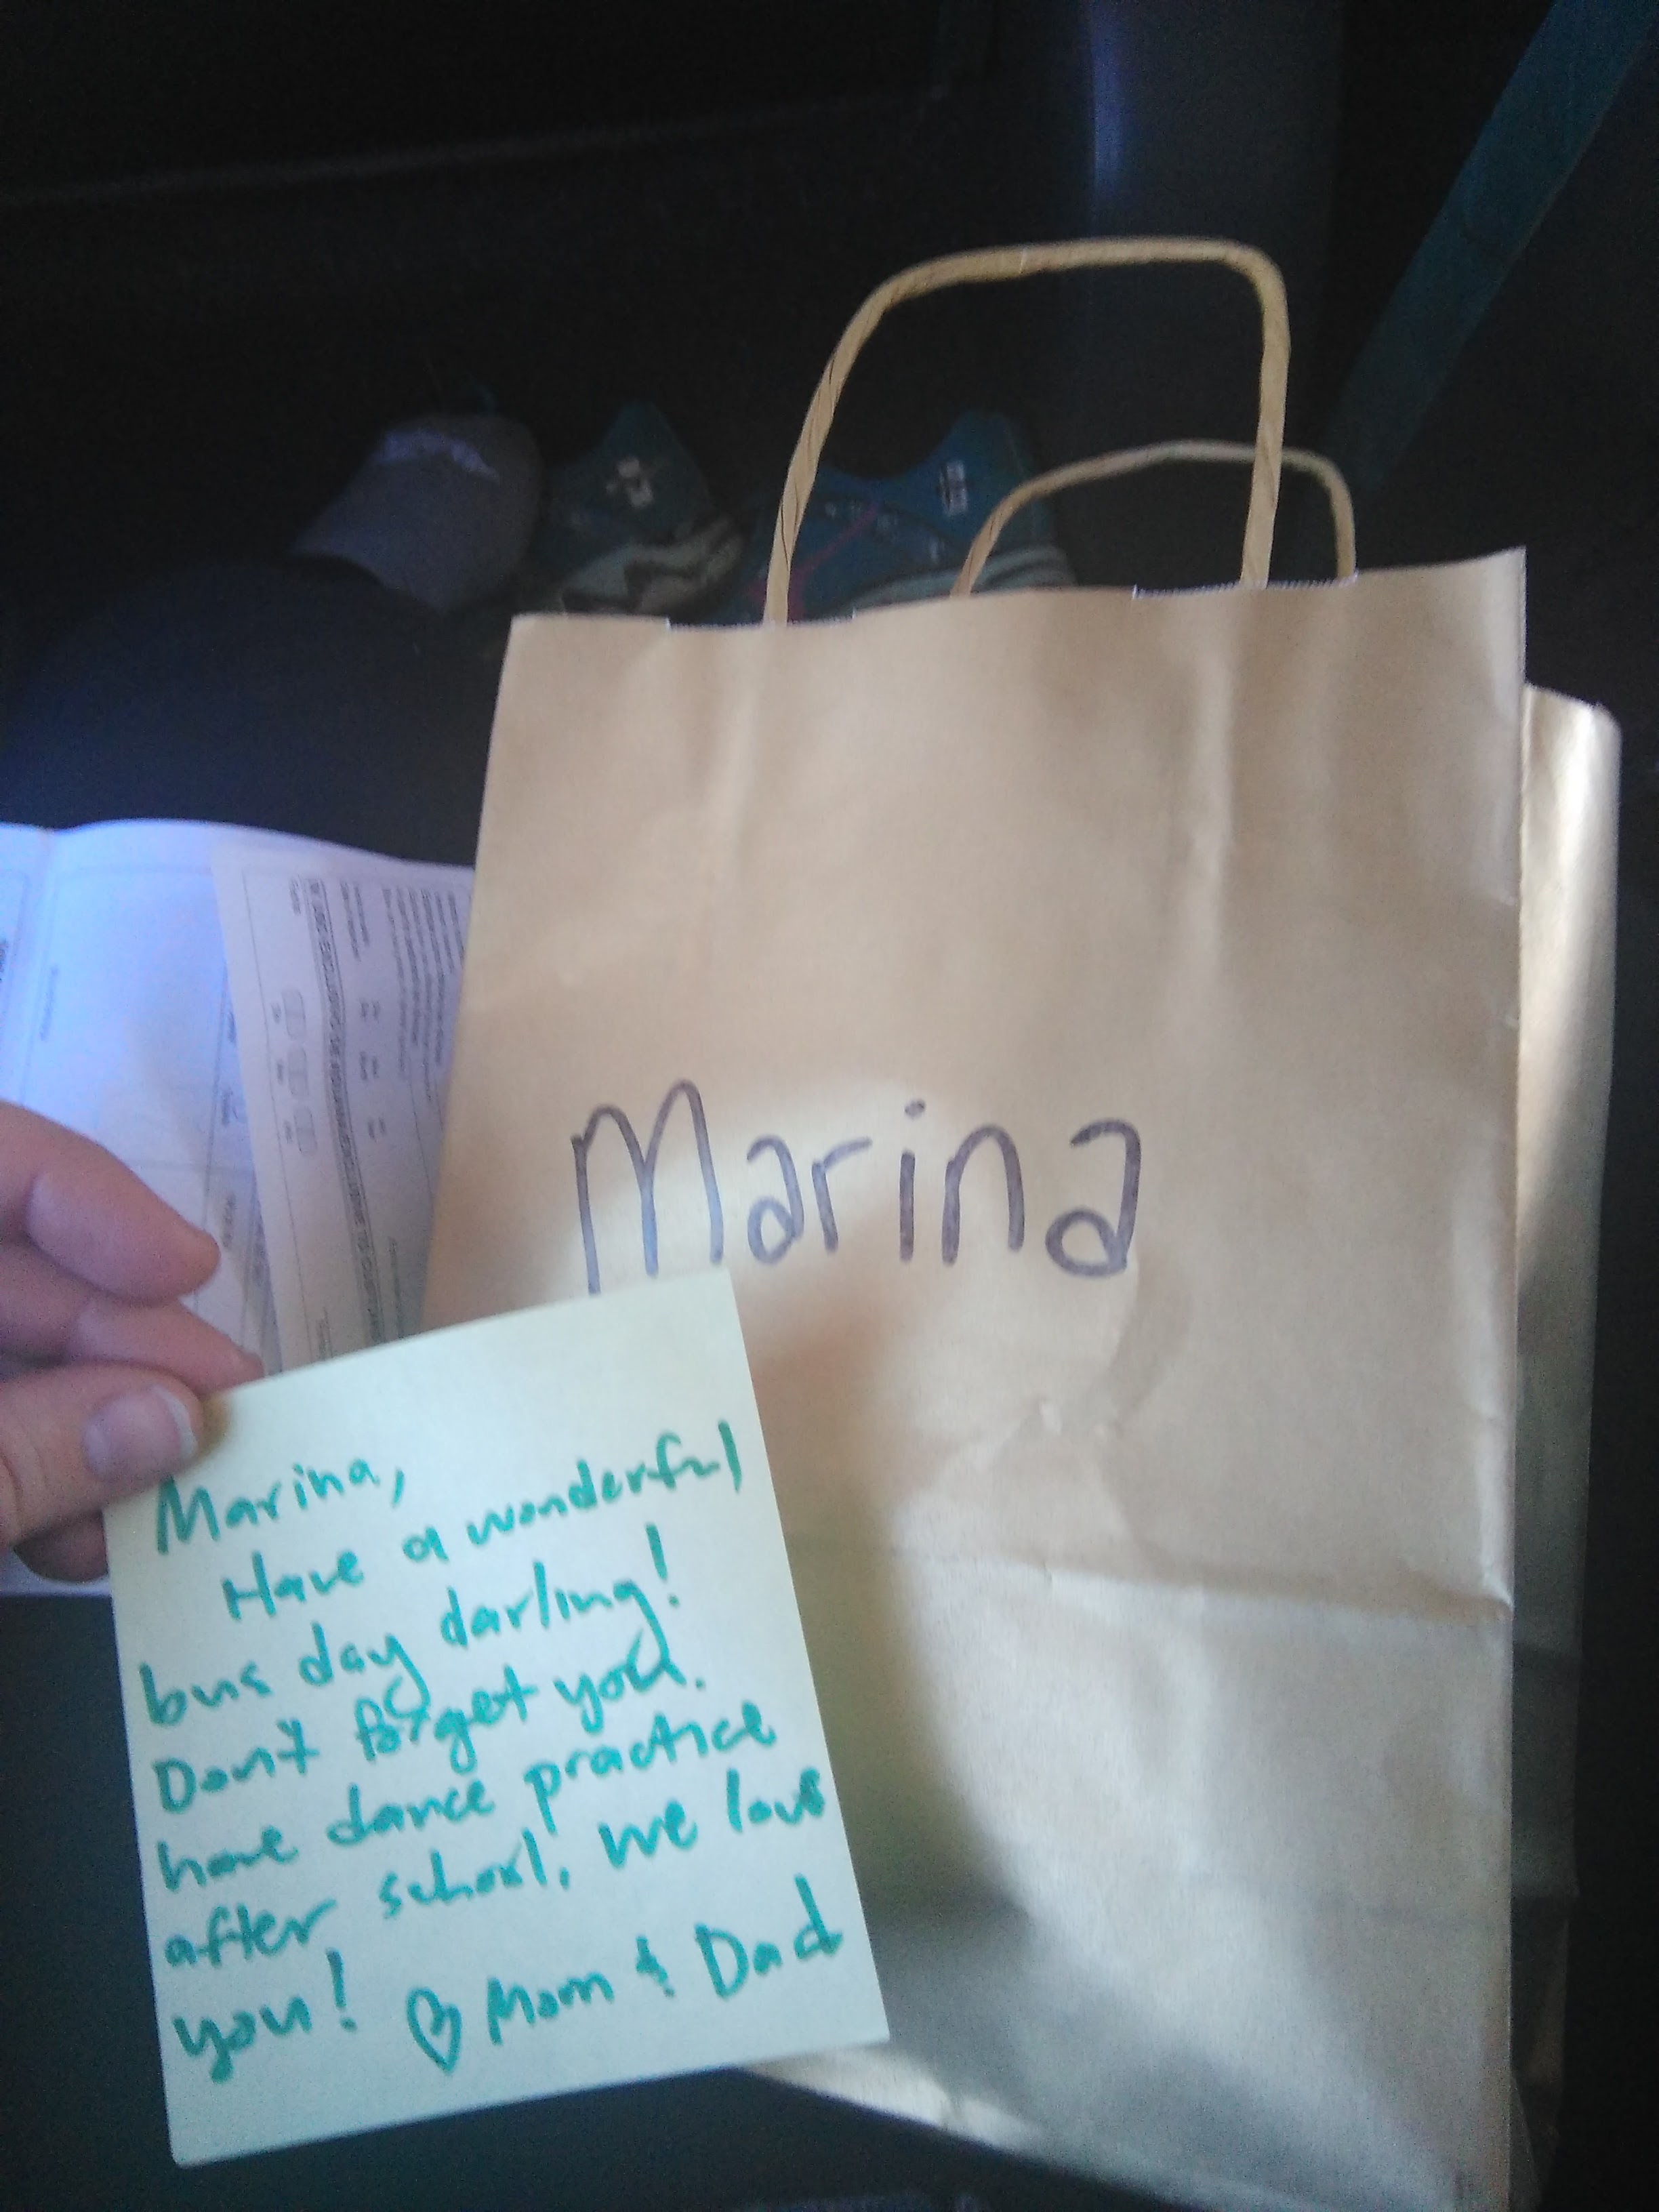 Marina
Marina,
Have a wonderful
bus day darling!
Don't forget you.
have dance practice
after school. We love
you! ♡ Mom & Dad